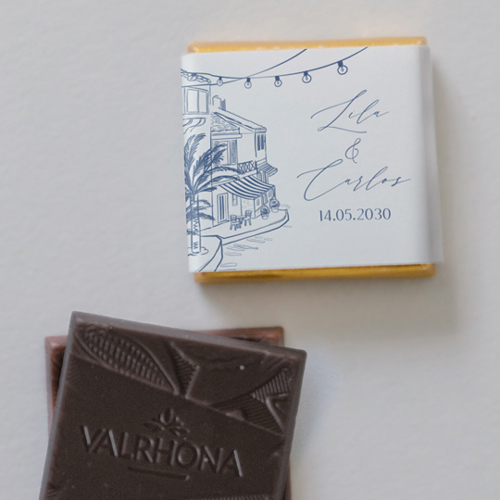 Lila
&
Carlos
14.05.2030
VALRHONA